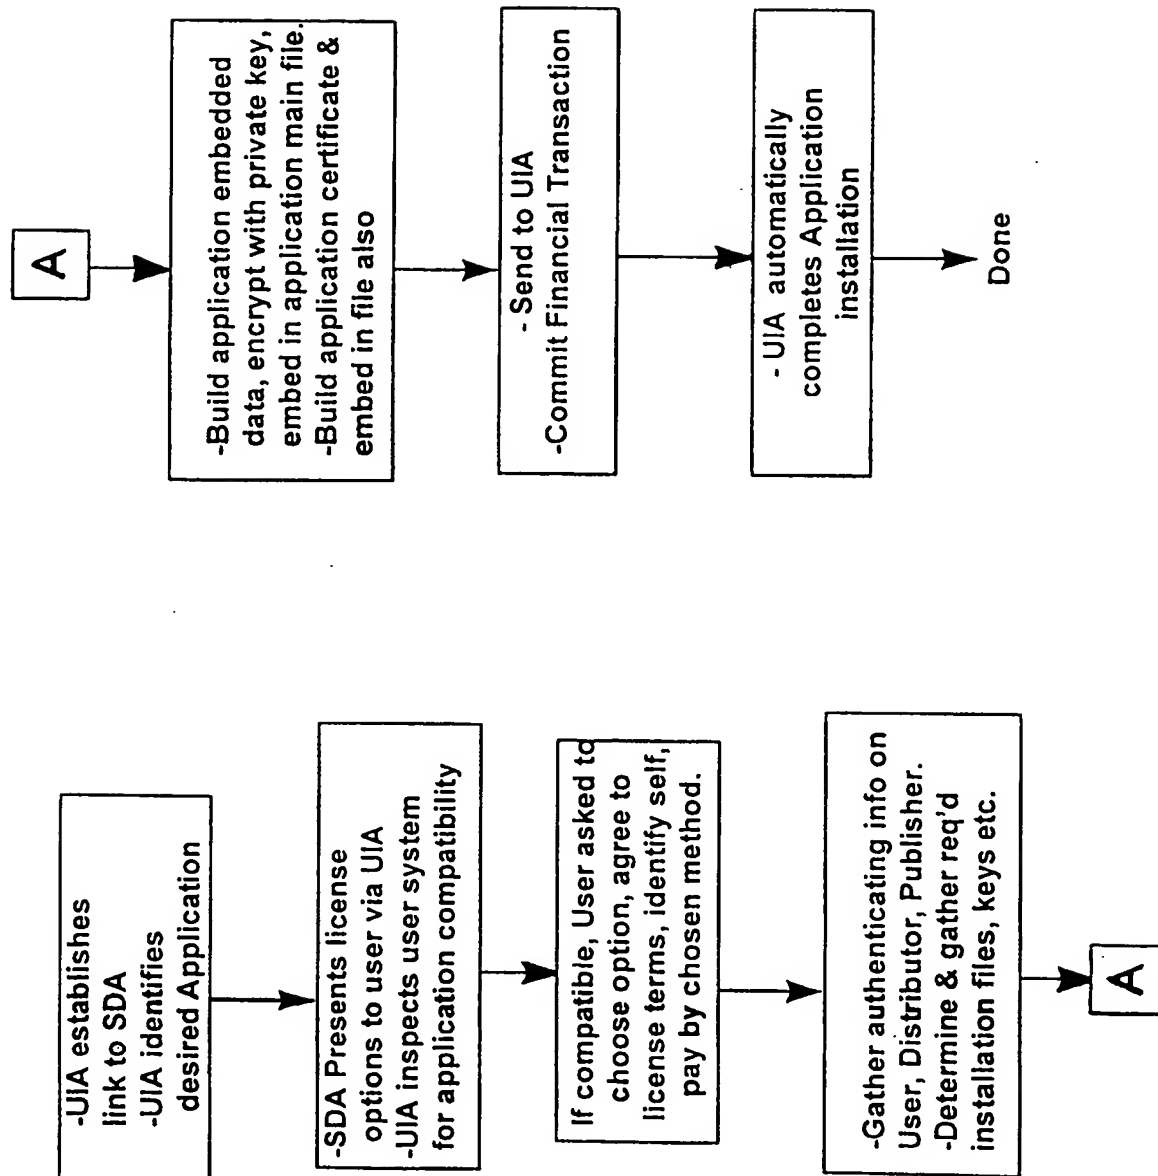 -UIA establishes
link to SDA
-UIA identifies
desired Application
-SDA Presents license
options to user via UIA
-UIA inspects user system
for application compatibility
If compatible, User asked to
choose option, agree to
license terms, identify self,
pay by chosen method.
-Gather authenticating info on
User, Distributor, Publisher.
-Determine & gather req'd
installation files, keys etc.
A
A
-Build application embedded
data, encrypt with private key,
embed in application main file.
-Build application certificate &
embed in file also
- Send to UIA
-Commit Financial Transaction
- UIA automatically
completes Application
installation
Done